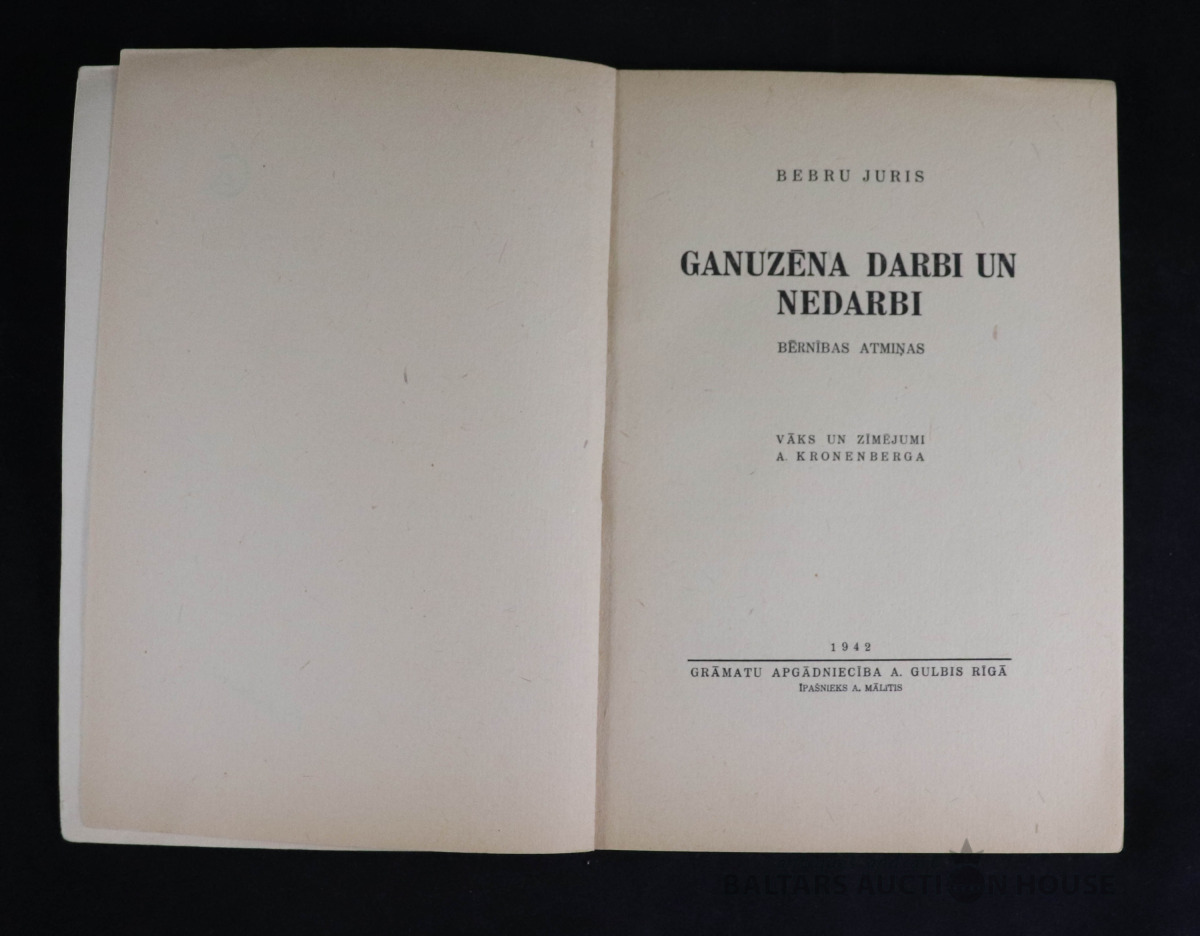 BEBRU JURIS
GANUZĒNA DARBI UN
NEDARBI
BĒRNĪBAS ATMIŅAS
VĀKS UN ZĪMĒJUMI
A. KRONENBERGA
1942
GRĀMATU APGĀDNIECĪBA A. GULBIS RĪGĀ
ĪPAŠNIEKS A. MĀLĪTIS
BALTARS AUCTION HOUSE